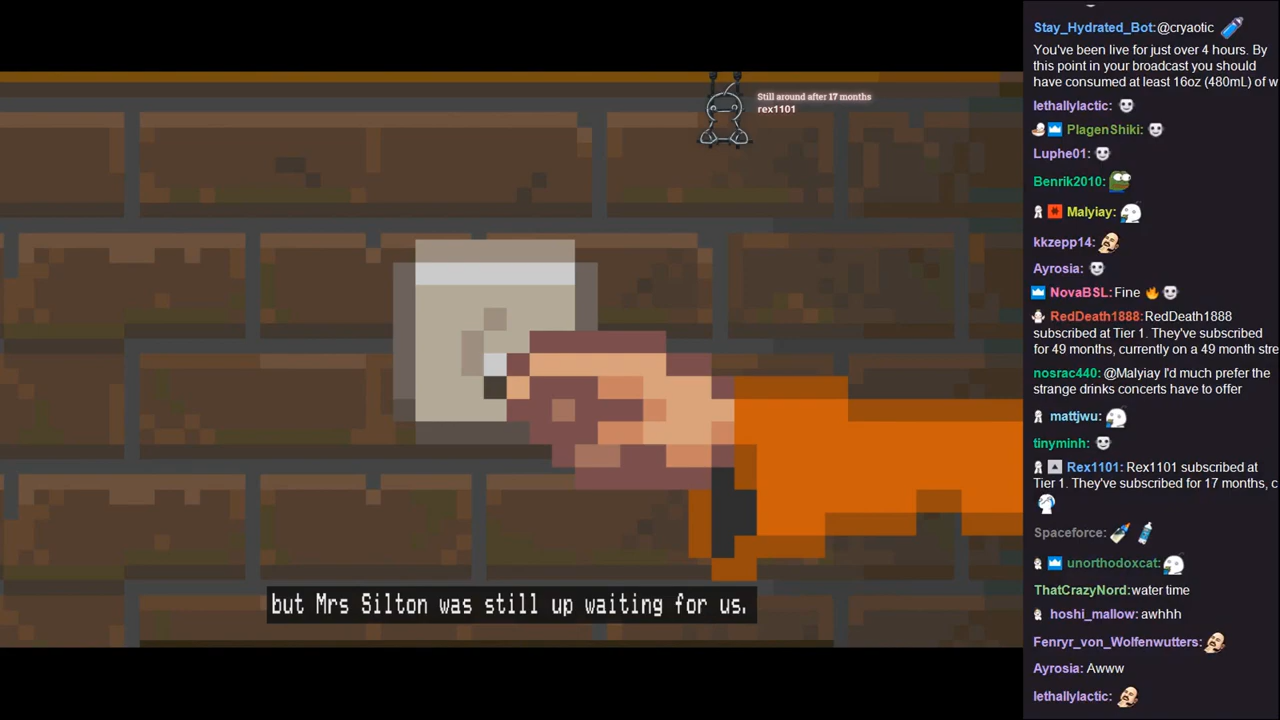 Still around after 17 months
rex1101
but Mrs Silton was still up waiting for us.
Stay_Hydrated_Bot:@cryaotic
You've been live for just over 4 hours. By
this point in your broadcast you should
have consumed at least 16oz (480mL) of w
lethallylactic:
PlagenShiki:
Luphe01:
Benrik2010:
Malyiay:
kkzepp14:
Ayrosia:
NovaBSL: Fine
RedDeath1888: RedDeath1888
subscribed at Tier 1. They've subscribed
for 49 months, currently on a 49 month stre
nosrac440: @Malyiay I'd much prefer the
strange drinks concerts have to offer
mattjwu:
tinyminh:
Rex1101: Rex1101 subscribed at
Tier 1. They've subscribed for 17 months, c
Spaceforce:
unorthodoxcat:
ThatCrazyNord: water time
hoshi_mallow: awhhh
Fenryr_von_Wolfenwutters:
Ayrosia: Awww
lethallylactic: